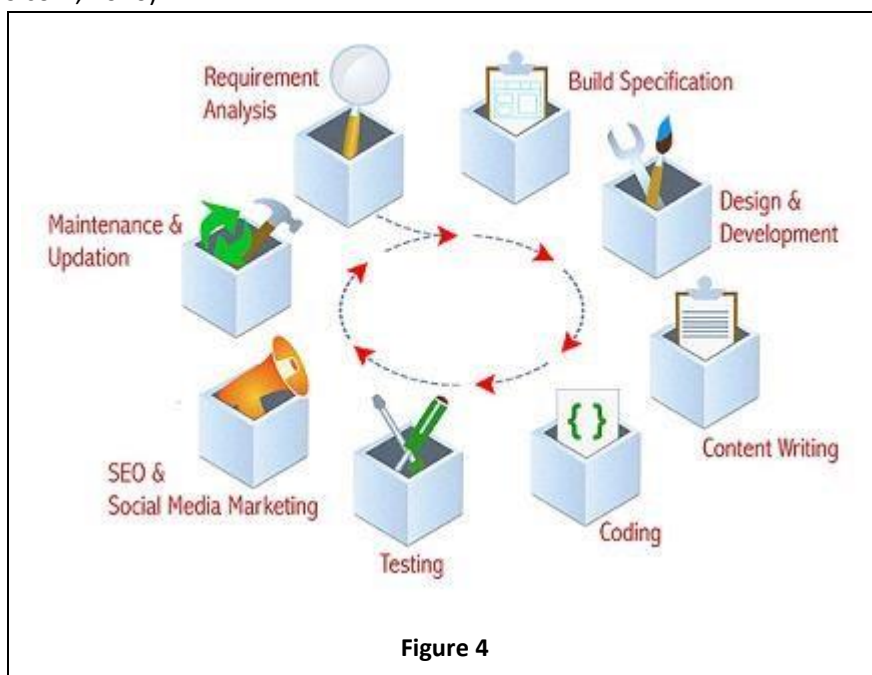 Requirement
Analysis
Build Specification
Design &
Development
Content Writing
{ }
Coding
Testing
SEO &
Social Media Marketing
Maintenance &
Updation
Figure 4